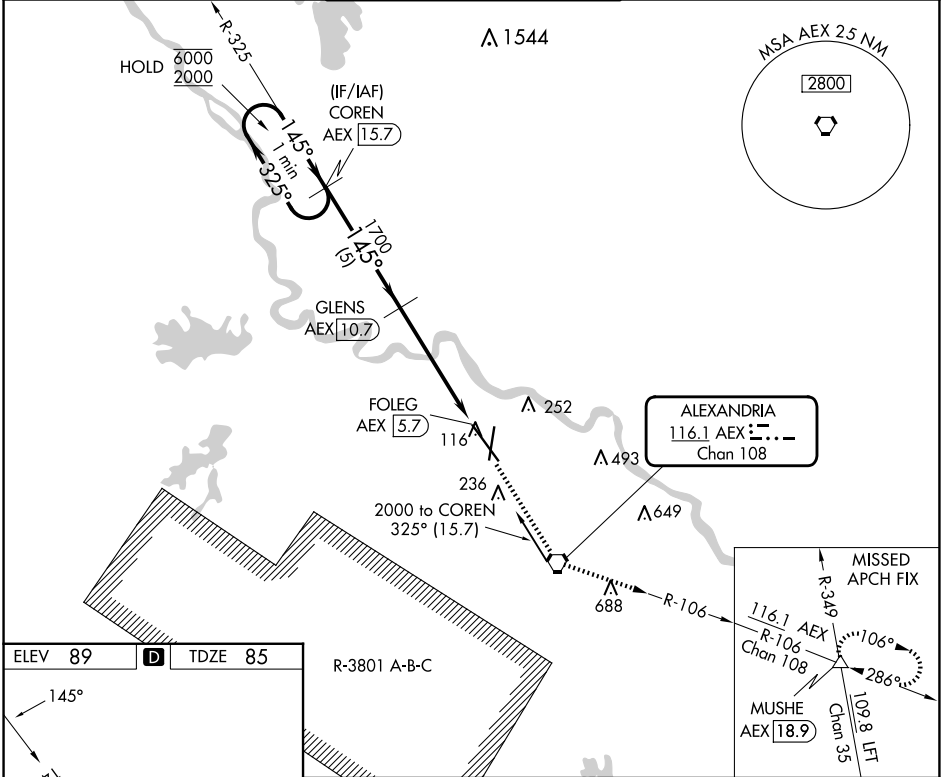 R-325
1544
MSA AEX 25 NM
2800
HOLD 6000
2000
(IF/IAF)
COREN
AEX 15.7
145°
1 min
325°
1700
145°
(5)
GLENS
AEX 10.7
FOLEG
AEX 5.7
116
252
493
236
649
ALEXANDRIA
116.1 AEX
Chan 108
2000 to COREN
325° (15.7)
688
R-106
MISSED
APCH FIX
R-349
116.1 AEX
R-106
Chan 108
106°
286°
MUSHE
AEX 18.9
109.8 LFT
Chan 35
R-3801 A-B-C
ELEV 89 D TDZE 85
145°